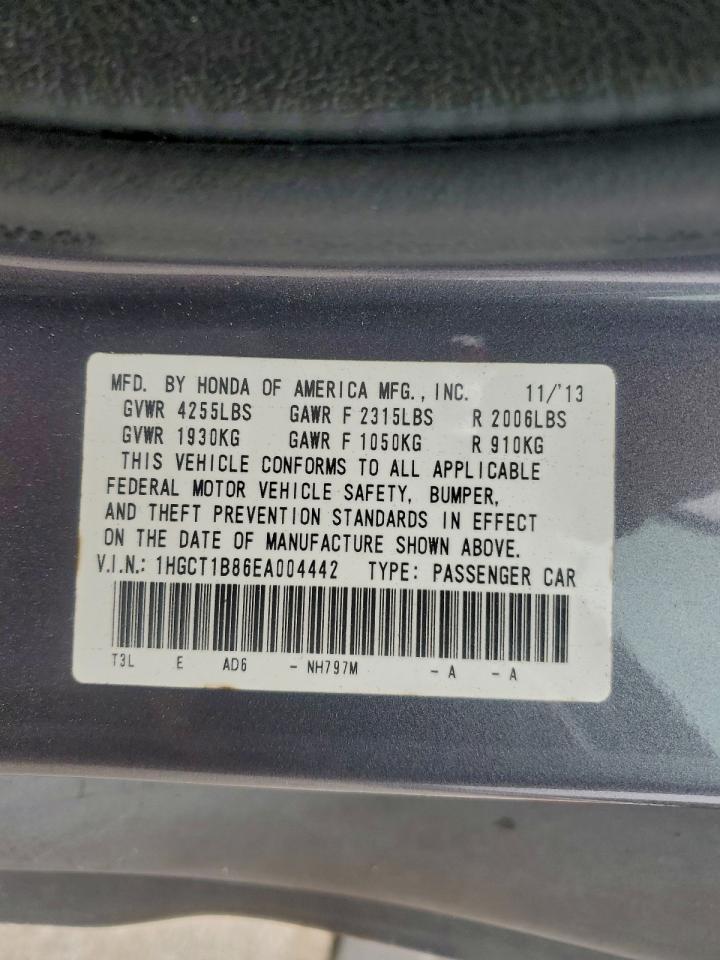 MFD. BY HONDA OF AMERICA MFG., INC. 11/'13
GVWR 4255LBS GAWR F 2315LBS R 2006LBS
GVWR 1930KG GAWR F 1050KG R 910KG
THIS VEHICLE CONFORMS TO ALL APPLICABLE
FEDERAL MOTOR VEHICLE SAFETY, BUMPER,
AND THEFT PREVENTION STANDARDS IN EFFECT
ON THE DATE OF MANUFACTURE SHOWN ABOVE.
V.I.N.: 1HGCT1B86EA004442 TYPE: PASSENGER CAR
T3L E AD6 - NH797M - A - A